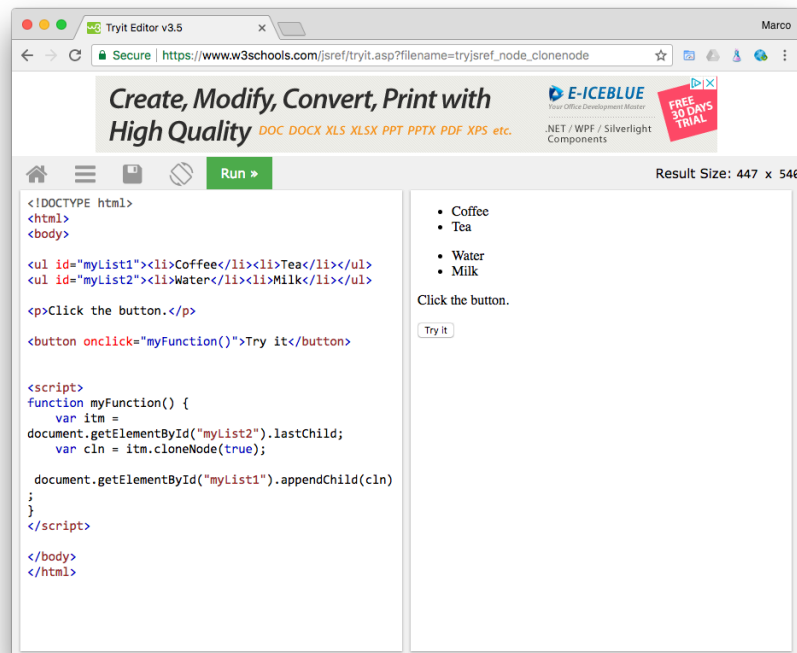 Tryit Editor v3.5
Marco
Secure https://www.w3schools.com/jsref/tryit.asp?filename=tryjsref_node_clonenode
Create, Modify, Convert, Print with
High Quality DOC DOCX XLS XLSX PPT PPTX PDF XPS etc.
E-ICEBLUE
Your Office Development Master
.NET / WPF / Silverlight
Components
FREE
30 DAYS
TRIAL
Run »
Result Size: 447 x 540
<!DOCTYPE html>
<html>
<body>
<ul id="myList1"><li>Coffee</li><li>Tea</li></ul>
<ul id="myList2"><li>Water</li><li>Milk</li></ul>
<p>Click the button.</p>
<button onclick="myFunction()">Try it</button>
<script>
function myFunction() {
var itm =
document.getElementById("myList2").lastChild;
var cln = itm.cloneNode(true);
document.getElementById("myList1").appendChild(cln)
;
}
</script>
</body>
</html>
• Coffee
• Tea
• Water
• Milk
Click the button.
Try it